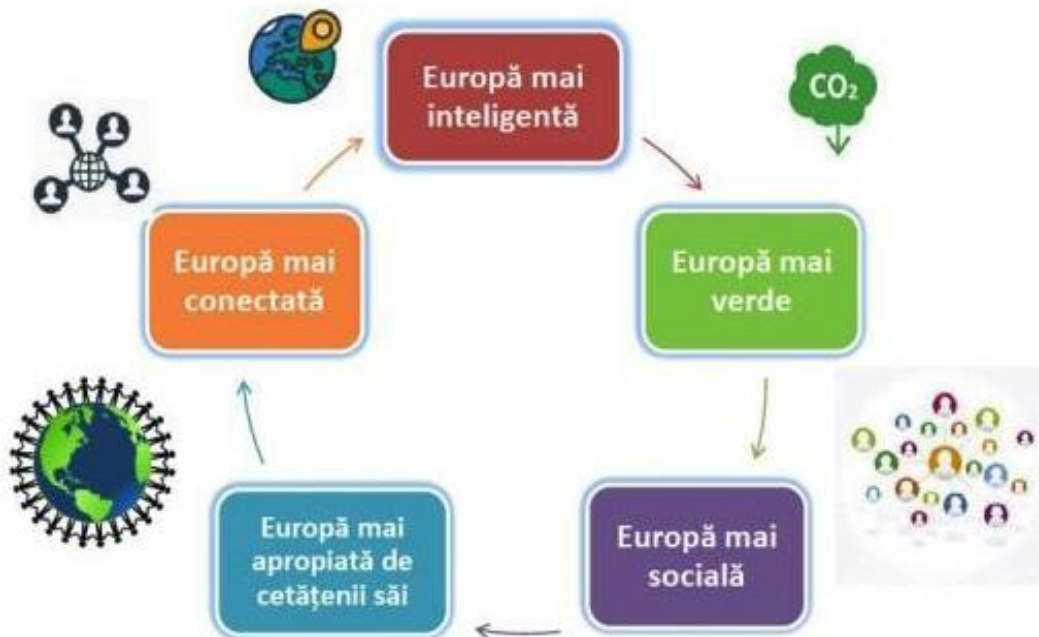 Europă mai
inteligentă
CO₂
Europă mai
conectată
Europă mai
verde
Europă mai
apropiată de
cetățenii săi
Europă mai
socială